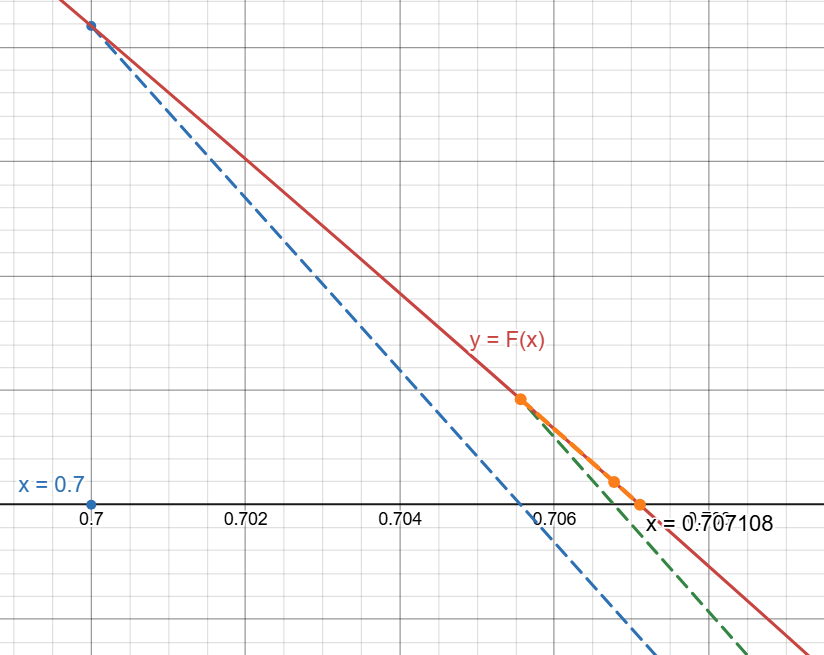 y = F(x)
x = 0.7
0.7
0.702
0.704
0.706
x = 0.707108